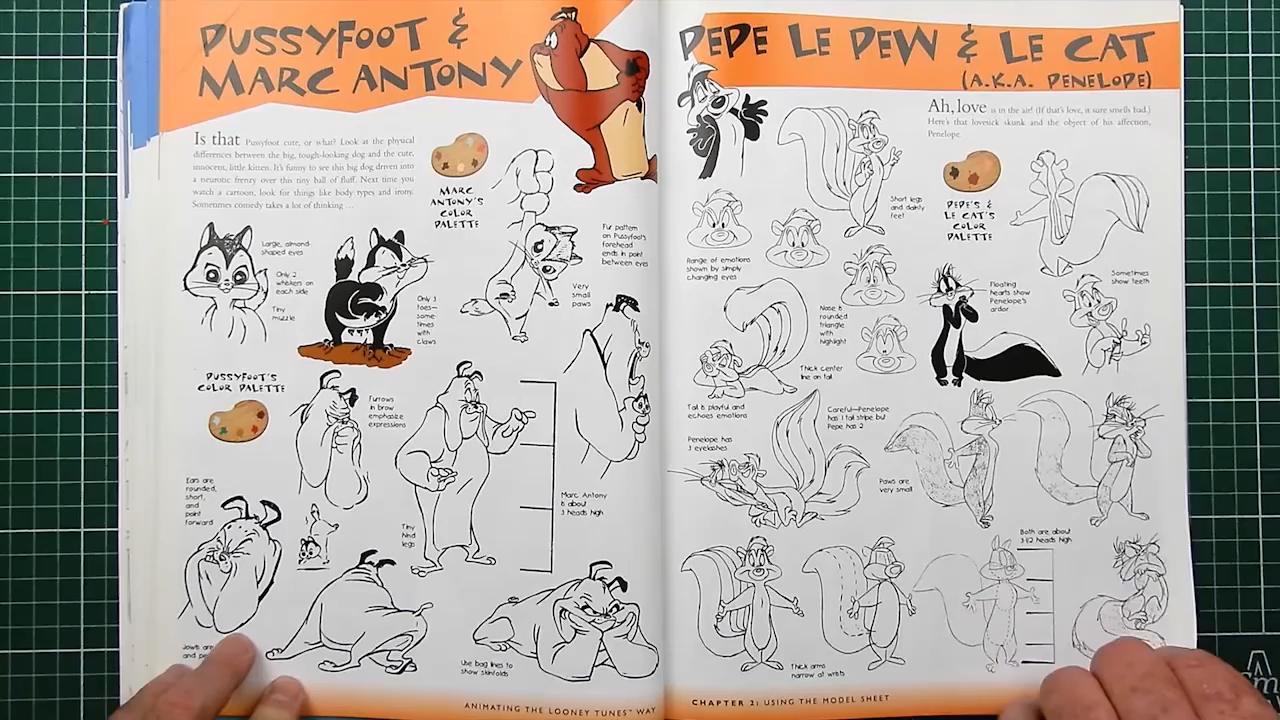 PUSSYFOOT &
MARC ANTONY
Is that Pussyfoot cute, or what? Look at the physical
differences between the big, tough-looking dog and the cute,
innocent, little kitten. It's funny to see this big dog driven into
a neurotic frenzy over this tiny ball of fluff. Next time you
watch a cartoon, look for things like body types and irony.
Sometimes comedy takes a lot of thinking ...
MARC
ANTONY'S
COLOR
PALETTE
Large, almond-
shaped eyes
Only 2
whiskers on
each side
Tiny
muzzle
Only 3
toes—
some-
times
with
claws
Fur pattern
on Pussyfoot's
forehead
ends in point
between eyes
Very
small
paws
PUSSYFOOT'S
COLOR PALETTE
Furrows
in brow
emphasize
expressions
Ears are
rounded,
short,
and
point
forward
Tiny
hind
legs
Marc Antony
is about
3 heads high
Jowls are
and
Use bag lines to
show skinfolds
ANIMATING THE LOONEY TUNES™ WAY
PEPE LE PEW & LE CAT
(A.K.A. PENELOPE)
Ah, love is in the air! (If that's love, it sure smells bad.)
Here's that lovesick skunk and the object of his affection,
Penelope.
Short legs
and dainty
feet
PEPE'S &
LE CAT'S
COLOR
PALETTE
Range of emotions
shown by simply
changing eyes
Nose is
rounded
triangle
with
highlight
Floating
hearts show
Penelope's
ardor
Sometimes
show teeth
Thick center
line on tail
Tail is playful and
echoes emotions
Careful—Penelope
has 1 tail stripe but
Pepe has 2
Penelope has
3 eyelashes
Paws are
very small
Both are about
3 1/2 heads high
Thick arms
narrow at wrists
CHAPTER 2: USING THE MODEL SHEET